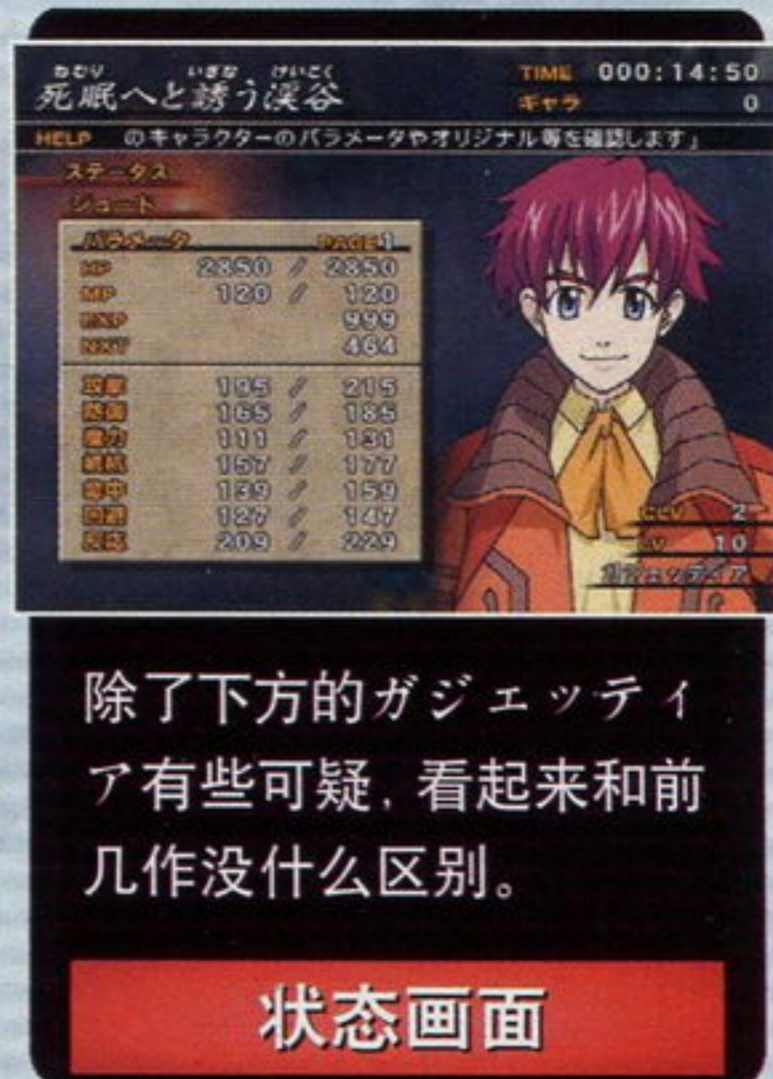 ねむり いざな けいこく
死眠へと誘う渓谷
TIME 000:14:50
ギャラ 0
HELP のキャラクターのパラメータやオリジナル等を確認します」
ステータス
シュート
パラメータ PAGE1
HP 2850 / 2850
MP 120 / 120
EXP 999
NXT 464
攻撃 195 / 215
防御 165 / 185
魔力 111 / 131
抵抗 157 / 177
命中 139 / 159
回避 127 / 147
反応 209 / 229
CLV 2
LV 10
ガジェッティア
除了下方的ガジェッティ
ア有些可疑，看起来和前
几作没什么区别。
状态画面